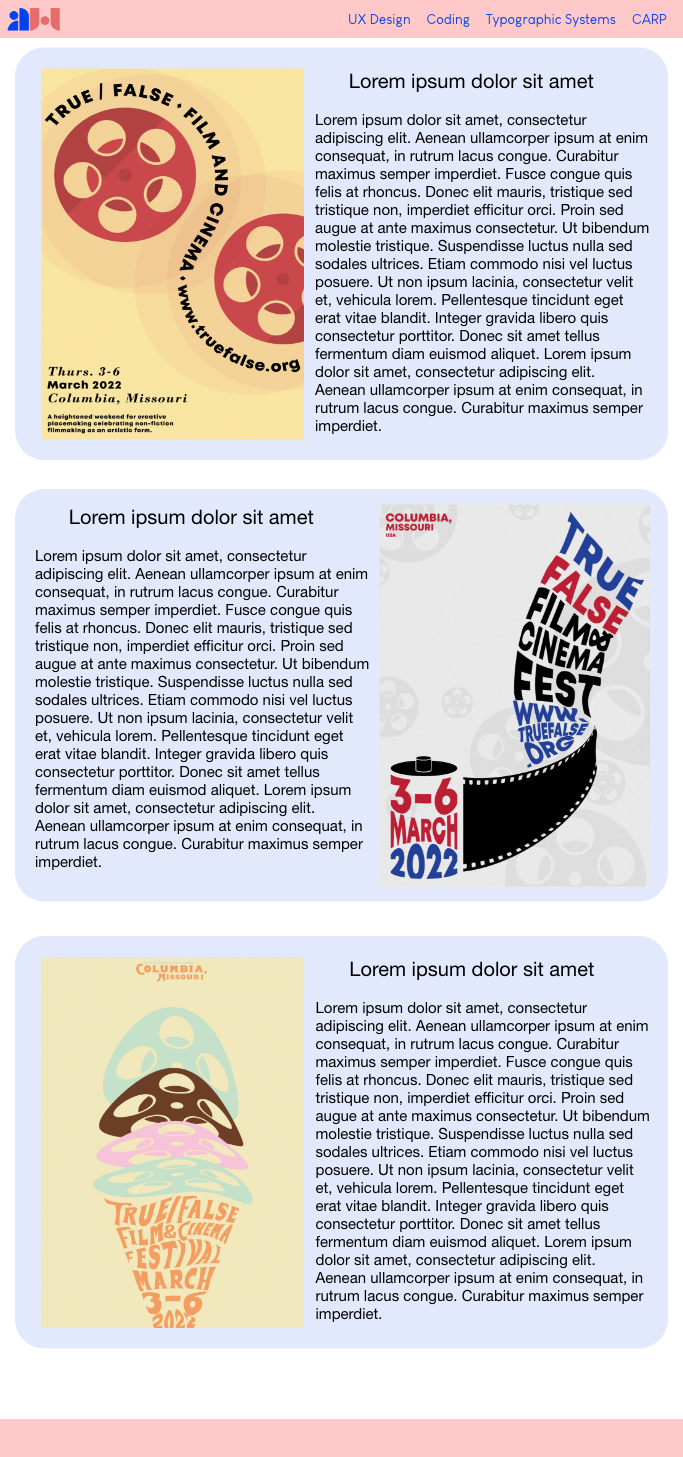 UX Design Coding Typographic Systems CARP
TRUE / FALSE • FILM AND CINEMA • www.truefalse.org
Thurs. 3-6
March 2022
Columbia, Missouri
A heightened weekend for creative
placemaking celebrating non-fiction
filmmaking as an artistic form.
Lorem ipsum dolor sit amet
Lorem ipsum dolor sit amet, consectetur
adipiscing elit. Aenean ullamcorper ipsum at enim
consequat, in rutrum lacus congue. Curabitur
maximus semper imperdiet. Fusce congue quis
felis at rhoncus. Donec elit mauris, tristique sed
tristique non, imperdiet efficitur orci. Proin sed
augue at ante maximus consectetur. Ut bibendum
molestie tristique. Suspendisse luctus nulla sed
sodales ultrices. Etiam commodo nisi vel luctus
posuere. Ut non ipsum lacinia, consectetur velit
et, vehicula lorem. Pellentesque tincidunt eget
erat vitae blandit. Integer gravida libero quis
consectetur porttitor. Donec sit amet tellus
fermentum diam euismod aliquet. Lorem ipsum
dolor sit amet, consectetur adipiscing elit.
Aenean ullamcorper ipsum at enim consequat, in
rutrum lacus congue. Curabitur maximus semper
imperdiet.
Lorem ipsum dolor sit amet
Lorem ipsum dolor sit amet, consectetur
adipiscing elit. Aenean ullamcorper ipsum at enim
consequat, in rutrum lacus congue. Curabitur
maximus semper imperdiet. Fusce congue quis
felis at rhoncus. Donec elit mauris, tristique sed
tristique non, imperdiet efficitur orci. Proin sed
augue at ante maximus consectetur. Ut bibendum
molestie tristique. Suspendisse luctus nulla sed
sodales ultrices. Etiam commodo nisi vel luctus
posuere. Ut non ipsum lacinia, consectetur velit
et, vehicula lorem. Pellentesque tincidunt eget
erat vitae blandit. Integer gravida libero quis
consectetur porttitor. Donec sit amet tellus
fermentum diam euismod aliquet. Lorem ipsum
dolor sit amet, consectetur adipiscing elit.
Aenean ullamcorper ipsum at enim consequat, in
rutrum lacus congue. Curabitur maximus semper
imperdiet.
COLUMBIA,
MISSOURI
USA
TRUE
FALSE
FILM&
CINEMA
FEST
WWW.
TRUEFALSE
.ORG
3-6
MARCH
2022
COLUMBIA,
MISSOURI
TRUE/FALSE
FILM&CINEMA
FESTIVAL
MARCH
3-6
2022
Lorem ipsum dolor sit amet
Lorem ipsum dolor sit amet, consectetur
adipiscing elit. Aenean ullamcorper ipsum at enim
consequat, in rutrum lacus congue. Curabitur
maximus semper imperdiet. Fusce congue quis
felis at rhoncus. Donec elit mauris, tristique sed
tristique non, imperdiet efficitur orci. Proin sed
augue at ante maximus consectetur. Ut bibendum
molestie tristique. Suspendisse luctus nulla sed
sodales ultrices. Etiam commodo nisi vel luctus
posuere. Ut non ipsum lacinia, consectetur velit
et, vehicula lorem. Pellentesque tincidunt eget
erat vitae blandit. Integer gravida libero quis
consectetur porttitor. Donec sit amet tellus
fermentum diam euismod aliquet. Lorem ipsum
dolor sit amet, consectetur adipiscing elit.
Aenean ullamcorper ipsum at enim consequat, in
rutrum lacus congue. Curabitur maximus semper
imperdiet.